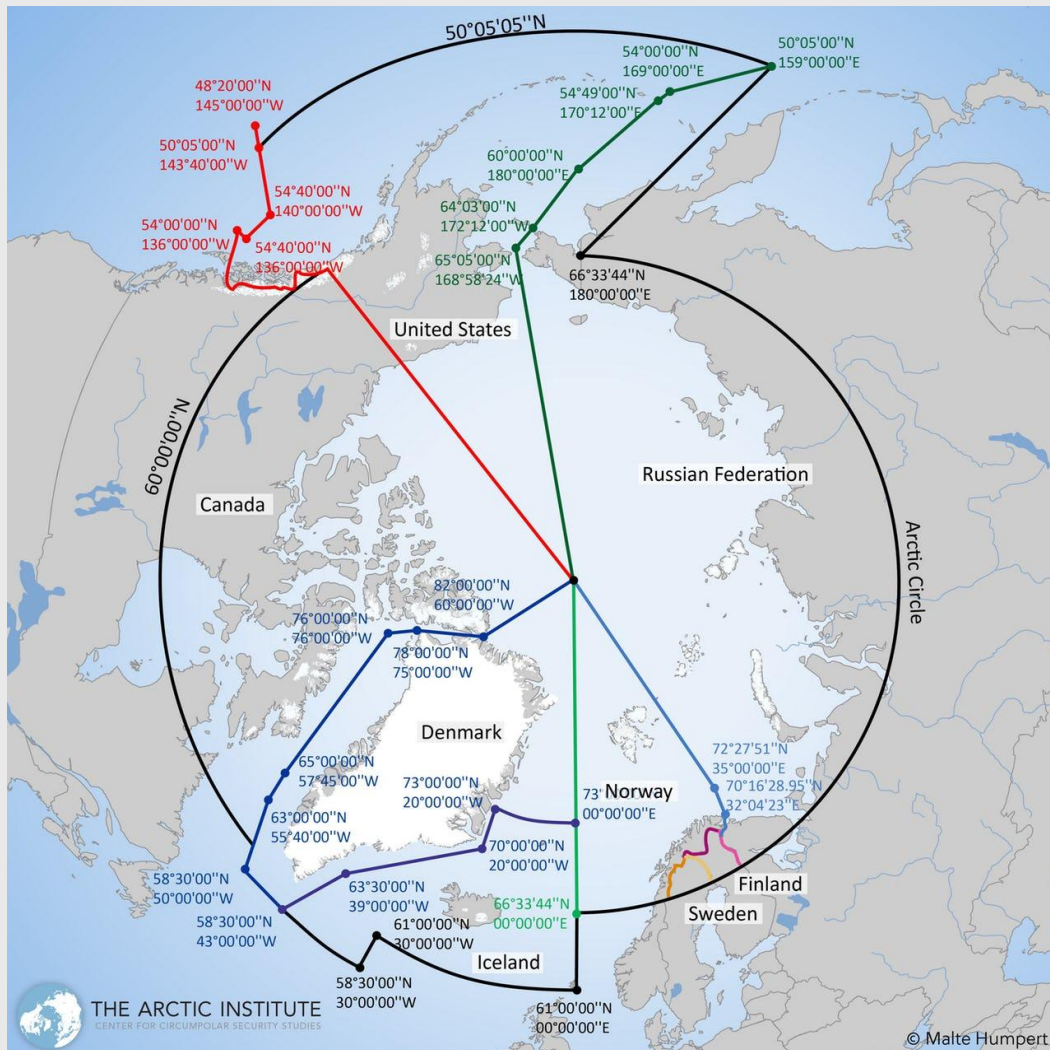 50°05'05''N
50°05'00''N
159°00'00''E
54°00'00''N
169°00'00''E
54°49'00''N
170°12'00''E
48°20'00''N
145°00'00''W
50°05'00''N
143°40'00''W
60°00'00''N
180°00'00''E
54°40'00''N
140°00'00''W
64°03'00''N
172°12'00''W
54°00'00''N
136°00'00''W
54°40'00''N
136°00'00''W
65°05'00''N
168°58'24''W
66°33'44''N
180°00'00''E
United States
60°00'00''N
Russian Federation
Canada
Arctic Circle
82°00'00''N
60°00'00''W
76°00'00''N
76°00'00''W
78°00'00''N
75°00'00''W
Denmark
72°27'51''N
35°00'00''E
65°00'00''N
57°45'00''W
73°00'00''N
20°00'00''W
73°
Norway
00°00'00''E
70°16'28.95''N
32°04'23''E
63°00'00''N
55°40'00''W
70°00'00''N
20°00'00''W
58°30'00''N
50°00'00''W
63°30'00''N
39°00'00''W
Finland
66°33'44''N
00°00'00''E
Sweden
58°30'00''N
43°00'00''W
61°00'00''N
30°00'00''W
Iceland
58°30'00''N
30°00'00''W
61°00'00''N
00°00'00''E
THE ARCTIC INSTITUTE
CENTER FOR CIRCUMPOLAR SECURITY STUDIES
© Malte Humpert